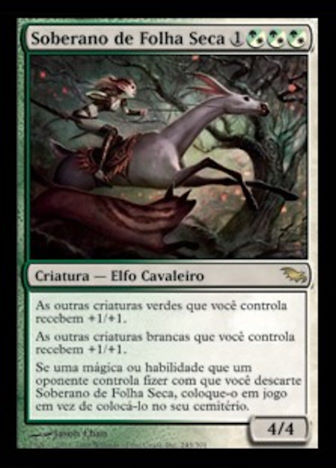 Soberano de Folha Seca 1
Criatura — Elfo Cavaleiro
As outras criaturas verdes que você controla
recebem +1/+1.
As outras criaturas brancas que você controla
recebem +1/+1.
Se uma mágica ou habilidade que um
oponente controla fizer com que você descarte
Soberano de Folha Seca, coloque-o em jogo
em vez de colocá-lo no seu cemitério.
4/4
Jason Chan